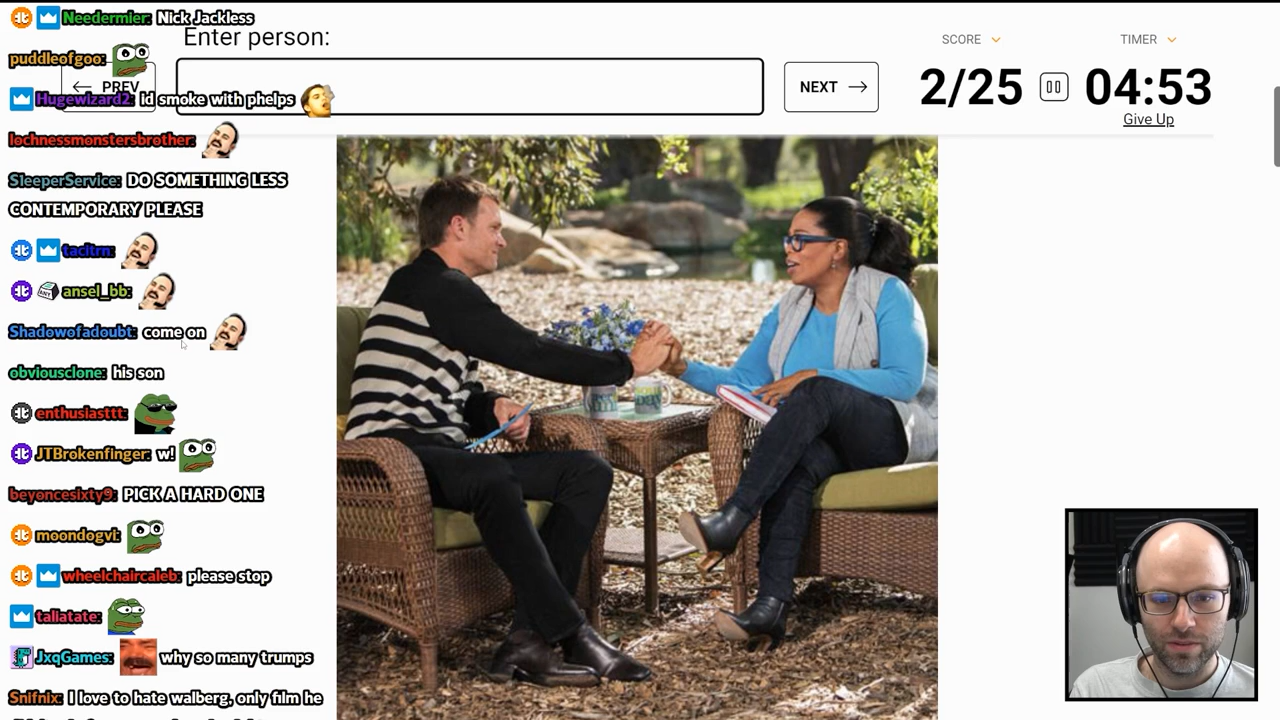 Needermier: Nick Jackless
Enter person:
puddleofgoo:
← PREV
Hugewizard2: Id smoke with phelps
NEXT →
SCORE
2/25
TIMER
04:53
Give Up
lochnessmonstersbrother:
SleeperService: DO SOMETHING LESS
CONTEMPORARY PLEASE
tacitrn:
ansel_bb:
Shadowofadoubt: come on
obviousclone: his son
enthusiasttt:
JTBrokenfinger: w!
beyoncesixty9: PICK A HARD ONE
moondogvi:
wheelchaircaleb: please stop
tallatate:
JxqGames: why so many trumps
Snifnix: I love to hate walberg, only film he